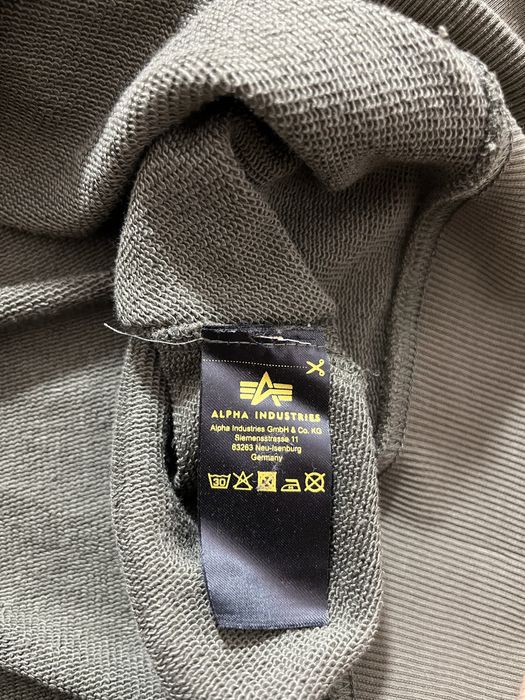 ALPHA INDUSTRIES
Alpha Industries GmbH & Co. KG
Siemensstrasse 11
63263 Neu-Isenburg
Germany
30